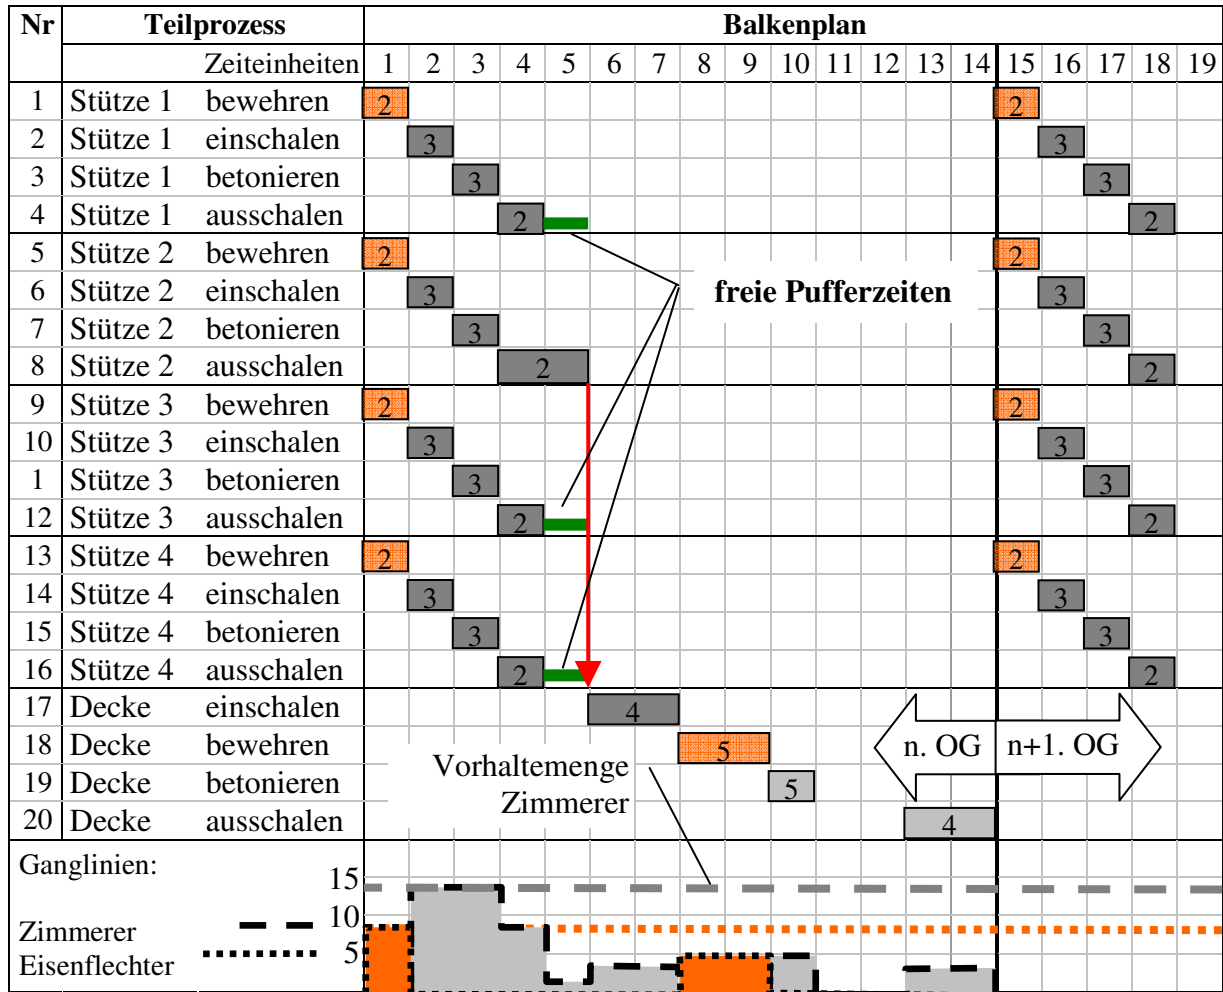 Nr Teilprozess Balkenplan
Zeiteinheiten 1 2 3 4 5 6 7 8 9 10 11 12 13 14 15 16 17 18 19
1 Stütze 1 bewehren 2 2
2 Stütze 1 einschalen 3 3
3 Stütze 1 betonieren 3 3
4 Stütze 1 ausschalen 2 2
5 Stütze 2 bewehren 2 2
6 Stütze 2 einschalen 3 freie Pufferzeiten 3
7 Stütze 2 betonieren 3 3
8 Stütze 2 ausschalen 2 2
9 Stütze 3 bewehren 2 2
10 Stütze 3 einschalen 3 3
1 Stütze 3 betonieren 3 3
12 Stütze 3 ausschalen 2 2
13 Stütze 4 bewehren 2 2
14 Stütze 4 einschalen 3 3
15 Stütze 4 betonieren 3 3
16 Stütze 4 ausschalen 2 2
17 Decke einschalen 4
18 Decke bewehren 5 n. OG n+1. OG
19 Decke betonieren Vorhaltemenge 5
Zimmerer
20 Decke ausschalen 4
Ganglinien:
15
10
Zimmerer
5
Eisenflechter